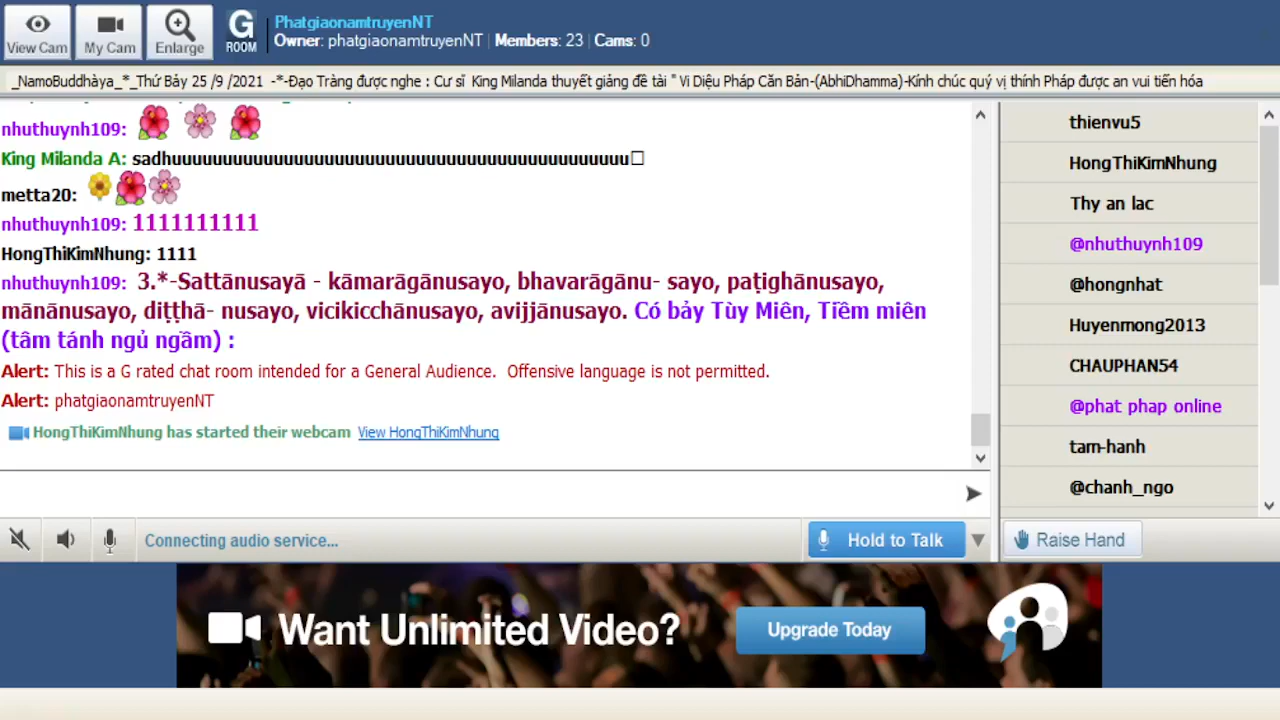 View Cam
My Cam
Enlarge
G
ROOM
PhatgiaonamtruyenNT
Owner: phatgiaonamtruyenNT | Members: 23 | Cams: 0
_NamoBuddhàya_*_Thứ Bảy 25 /9 /2021 -*-Đạo Tràng được nghe : Cư sĩ King Milanda thuyết giảng đề tài " Vi Diệu Pháp Căn Bản-(AbhiDhamma)-Kính chúc quý vị thính Pháp được an vui tiến hóa
nhuthuynh109:
King Milanda A: sadhuuuuuuuuuuuuuuuuuuuuuuuuuuuuuuuuuuuuuuuuuuuuu
metta20:
nhuthuynh109: 1111111111
HongThiKimNhung: 1111
nhuthuynh109: 3.*-Sattānusayā - kāmarāgānusayo, bhavarāgānu- sayo, paṭighānusayo,
mānānusayo, diṭṭhā- nusayo, vicikicchānusayo, avijjānusayo. Có bảy Tùy Miên, Tiềm miên
(tâm tánh ngủ ngầm) :
Alert: This is a G rated chat room intended for a General Audience. Offensive language is not permitted.
Alert: phatgiaonamtruyenNT
HongThiKimNhung has started their webcam View HongThiKimNhung
thienvu5
HongThiKimNhung
Thy an lac
@nhuthuynh109
@hongnhat
Huyenmong2013
CHAUPHAN54
@phat phap online
tam-hanh
@chanh_ngo
Connecting audio service...
Hold to Talk
Raise Hand
Want Unlimited Video?
Upgrade Today